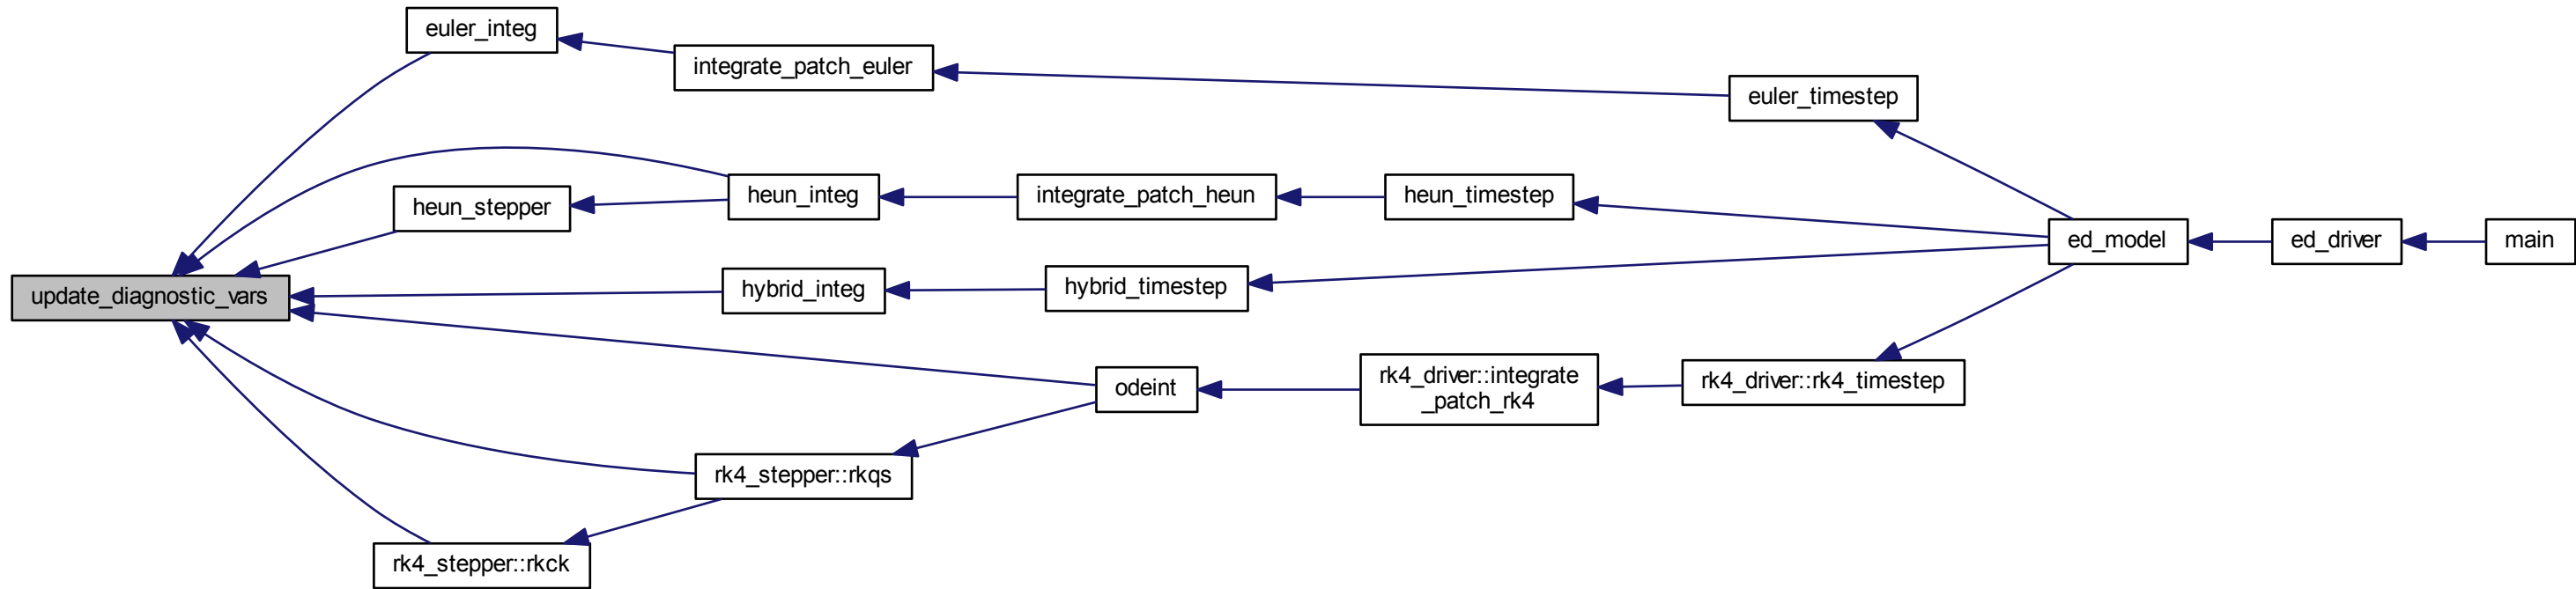 euler_integ
integrate_patch_euler
euler_timestep
heun_integ
integrate_patch_heun
heun_timestep
heun_stepper
ed_model
ed_driver
main
update_diagnostic_vars
hybrid_integ
hybrid_timestep
odeint
rk4_driver::integrate
_patch_rk4
rk4_driver::rk4_timestep
rk4_stepper::rkqs
rk4_stepper::rkck